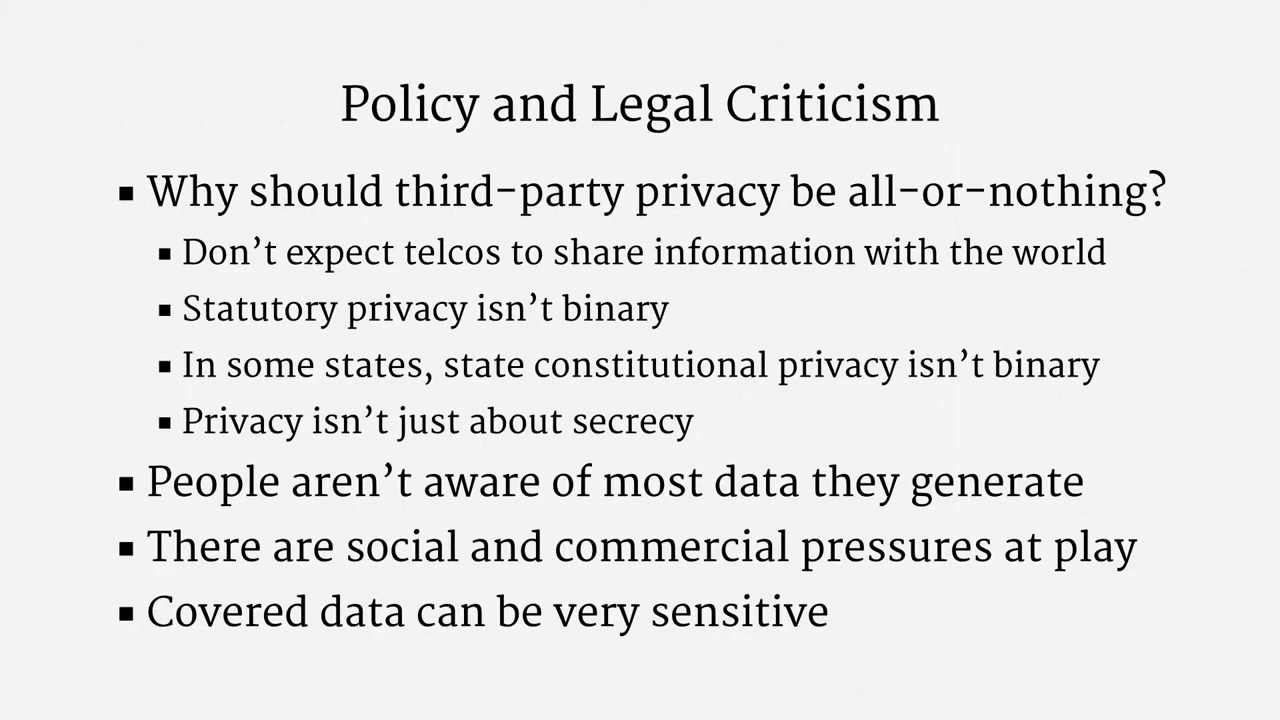 Policy and Legal Criticism
▪ Why should third-party privacy be all-or-nothing?
▪ Don’t expect telcos to share information with the world
▪ Statutory privacy isn’t binary
▪ In some states, state constitutional privacy isn’t binary
▪ Privacy isn’t just about secrecy
▪ People aren’t aware of most data they generate
▪ There are social and commercial pressures at play
▪ Covered data can be very sensitive